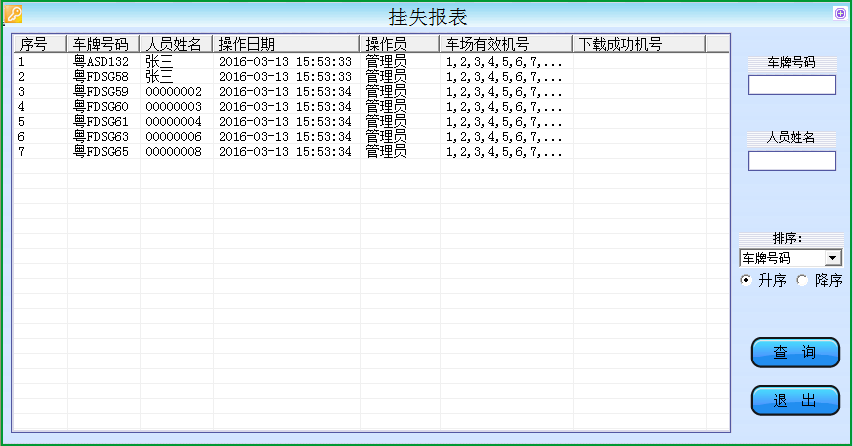 挂失报表
序号 车牌号码 人员姓名 操作日期 操作员 车场有效机号 下载成功机号
1 粤ASD132 张三 2016-03-13 15:53:33 管理员 1,2,3,4,5,6,7,...
2 粤FDSG58 张三 2016-03-13 15:53:33 管理员 1,2,3,4,5,6,7,...
3 粤FDSG59 00000002 2016-03-13 15:53:34 管理员 1,2,3,4,5,6,7,...
4 粤FDSG60 00000003 2016-03-13 15:53:34 管理员 1,2,3,4,5,6,7,...
5 粤FDSG61 00000004 2016-03-13 15:53:34 管理员 1,2,3,4,5,6,7,...
6 粤FDSG63 00000006 2016-03-13 15:53:34 管理员 1,2,3,4,5,6,7,...
7 粤FDSG65 00000008 2016-03-13 15:53:34 管理员 1,2,3,4,5,6,7,...
车牌号码
人员姓名
排序：
车牌号码
升序 降序
查 询
退 出